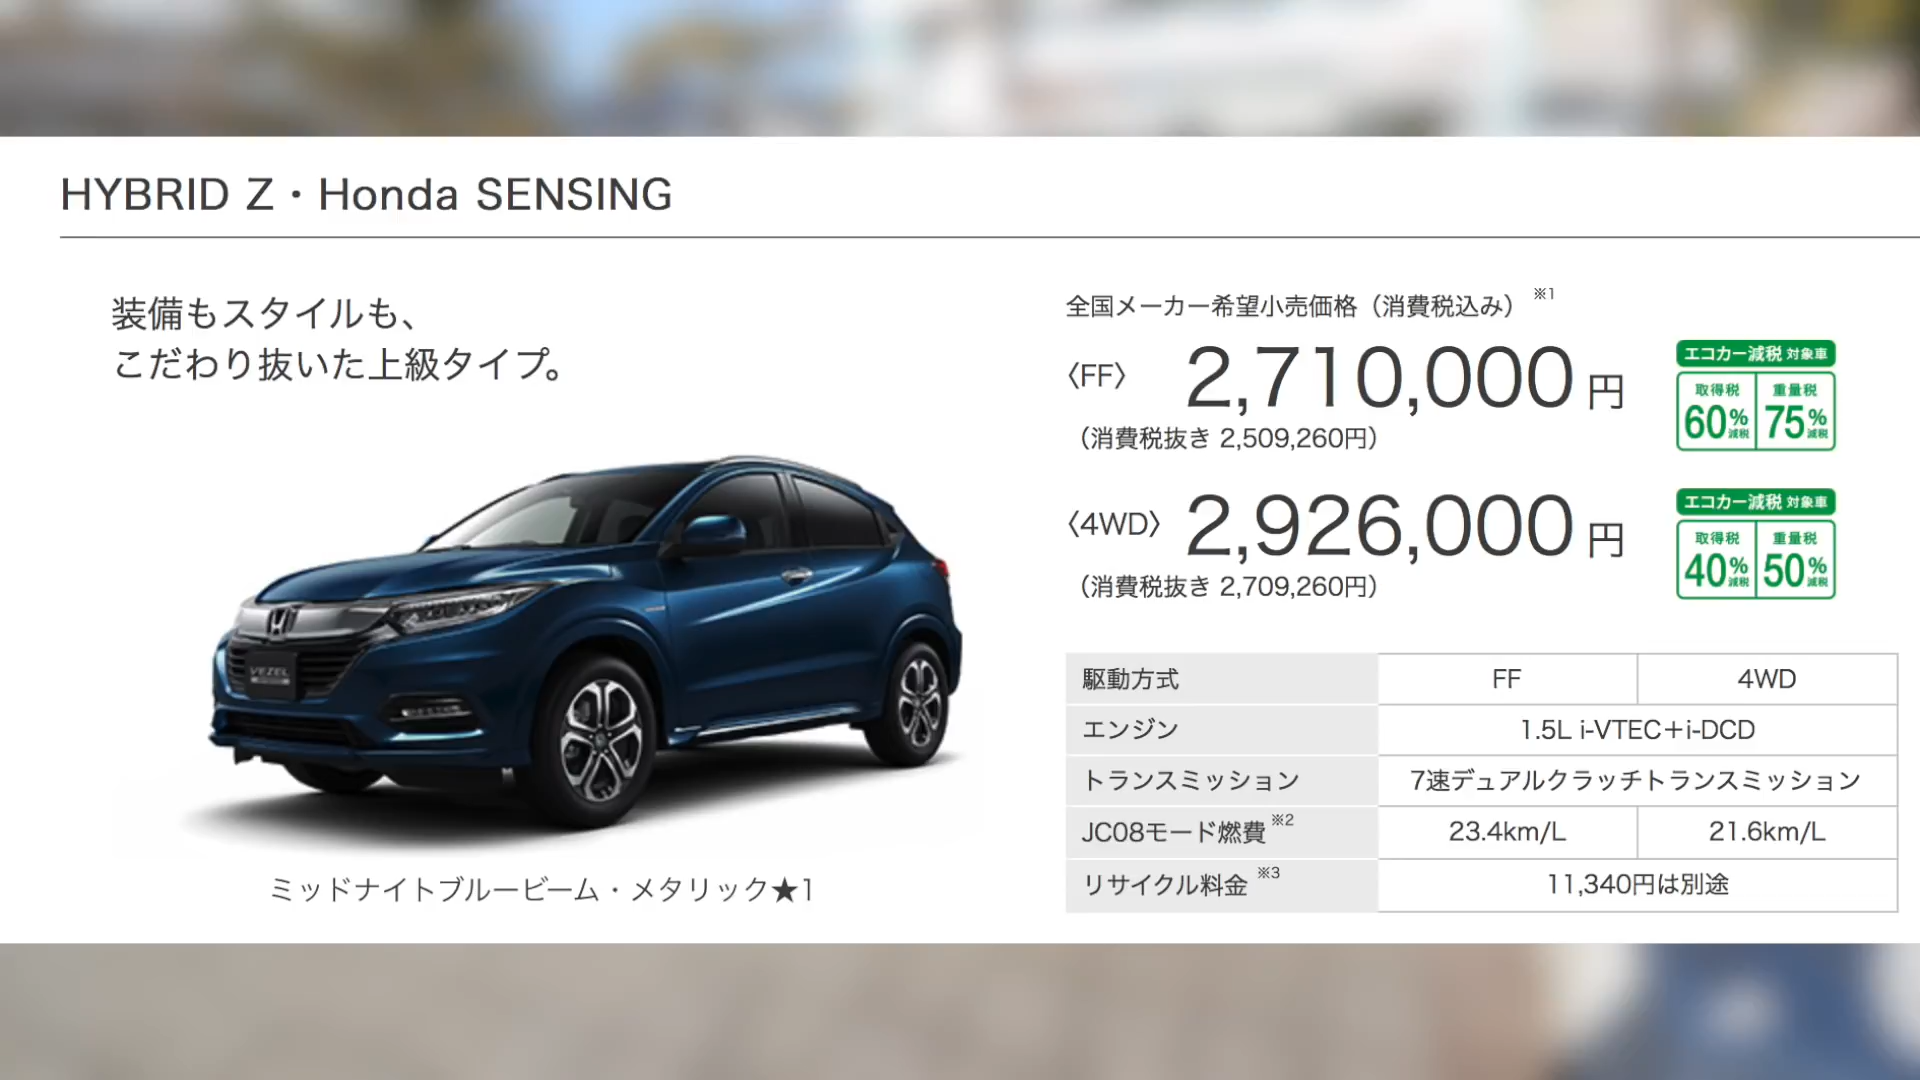 HYBRID Z・Honda SENSING
装備もスタイルも、
こだわり抜いた上級タイプ。
VEZEL
ミッドナイトブルービーム・メタリック★1
全国メーカー希望小売価格（消費税込み）※1
〈FF〉 2,710,000円
（消費税抜き 2,509,260円）
エコカー減税 対象車
取得税 重量税
60%減税 75%減税
〈4WD〉 2,926,000円
（消費税抜き 2,709,260円）
エコカー減税 対象車
取得税 重量税
40%減税 50%減税
駆動方式 FF 4WD
エンジン 1.5L i-VTEC＋i-DCD
トランスミッション 7速デュアルクラッチトランスミッション
JC08モード燃費※2 23.4km/L 21.6km/L
リサイクル料金※3 11,340円は別途